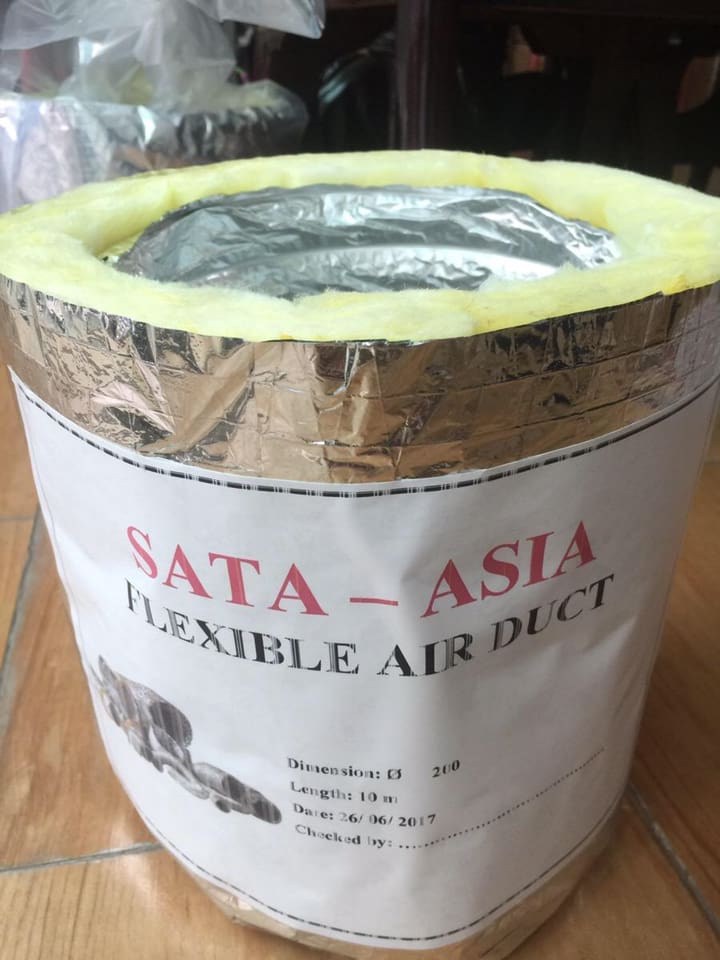 SATA – ASIA
FLEXIBLE AIR DUCT
Dimension: Ø 200
Length: 10 m
Date: 26/ 06/ 2017
Checked by: ........................................